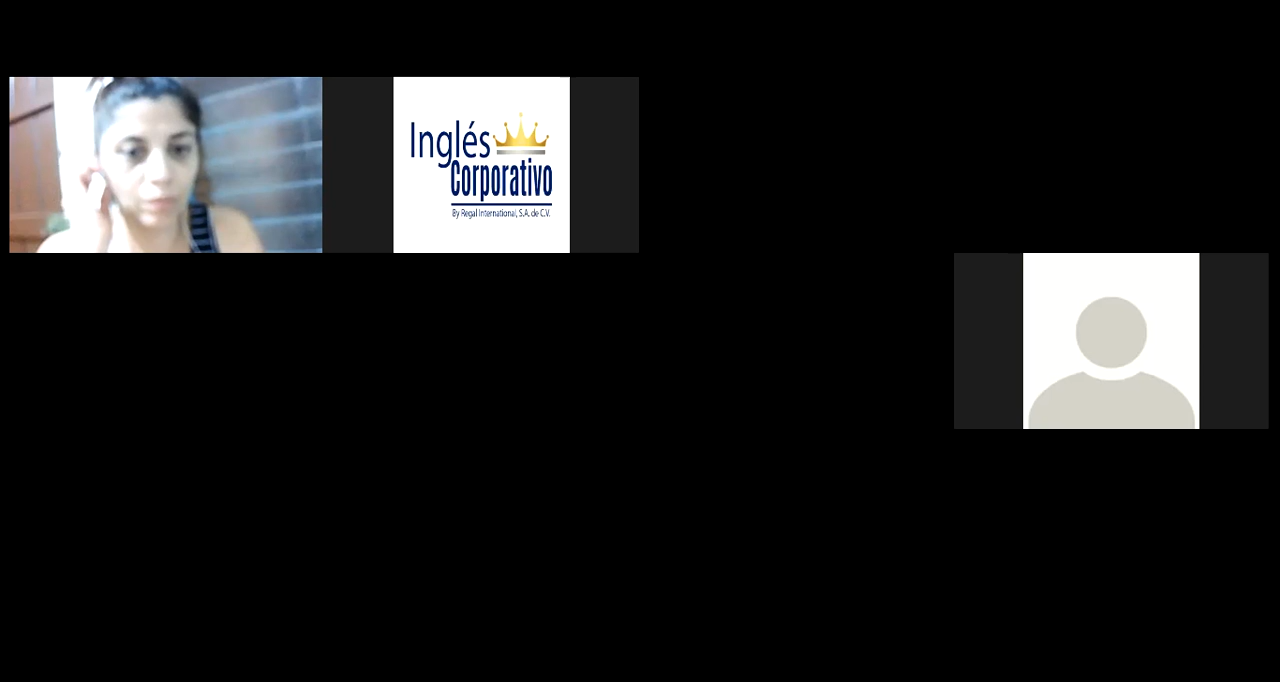 Inglés
Corporativo
By Regal International, S.A. de C.V.